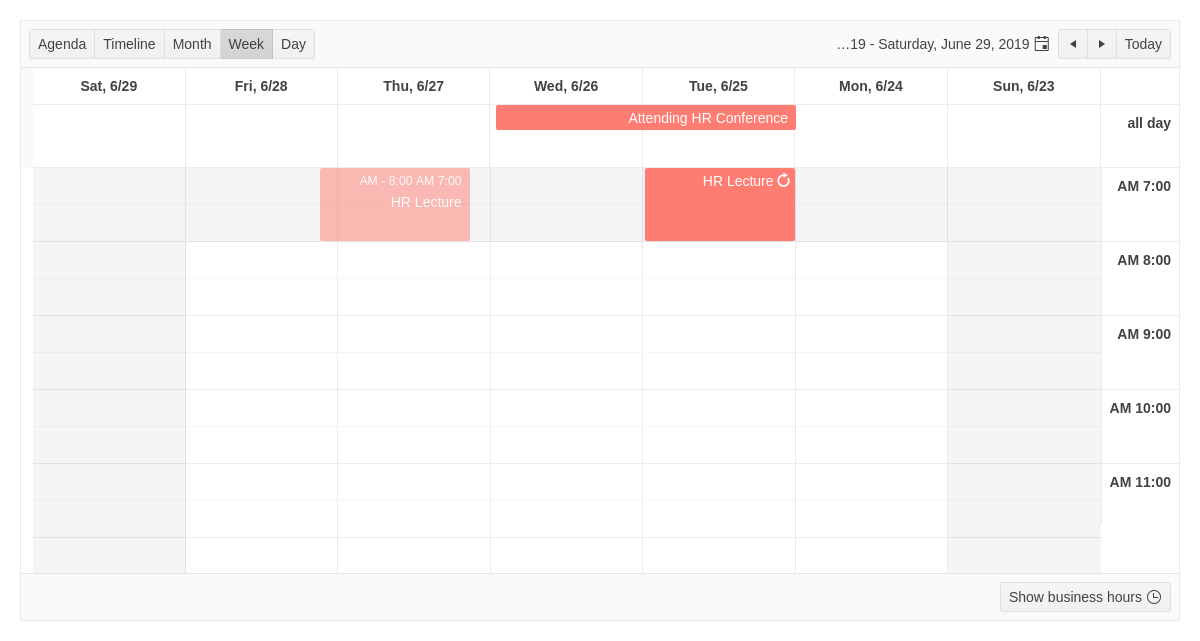 Agenda Timeline Month Week Day …19 - Saturday, June 29, 2019 Today
Sat, 6/29 Fri, 6/28 Thu, 6/27 Wed, 6/26 Tue, 6/25 Mon, 6/24 Sun, 6/23
Attending HR Conference all day
AM - 8:00 AM 7:00 HR Lecture AM 7:00
HR Lecture
AM 8:00
AM 9:00
AM 10:00
AM 11:00
Show business hours